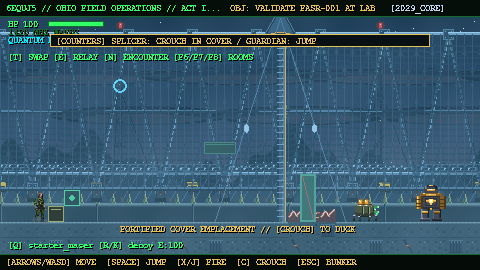 6EQUJ5 // OHIO FIELD OPERATIONS // ACT I... OBJ: VALIDATE FASR-001 AT LAB [2029_CORE]
HP 100
QUANTUM
[COUNTERS] SPLICER: CROUCH IN COVER / GUARDIAN: JUMP
[T] SWAP [E] RELAY [N] ENCOUNTER [F6/F7/F8] ROOMS
FORTIFIED COVER EMPLACEMENT // [CROUCH] TO DUCK
[Q] starter_maser [R/K] decoy E:100
[ARROWS/WASD] MOVE [SPACE] JUMP [X/J] FIRE [C] CROUCH [ESC] BUNKER